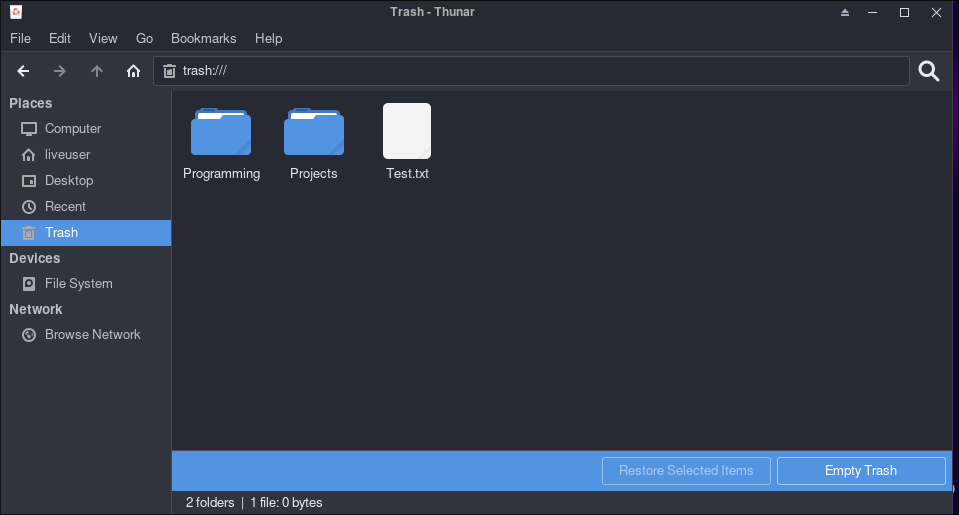 Trash - Thunar
File Edit View Go Bookmarks Help
trash:///
Places
Computer
liveuser
Desktop
Recent
Trash
Devices
File System
Network
Browse Network
Programming Projects Test.txt
Restore Selected Items Empty Trash
2 folders | 1 file: 0 bytes